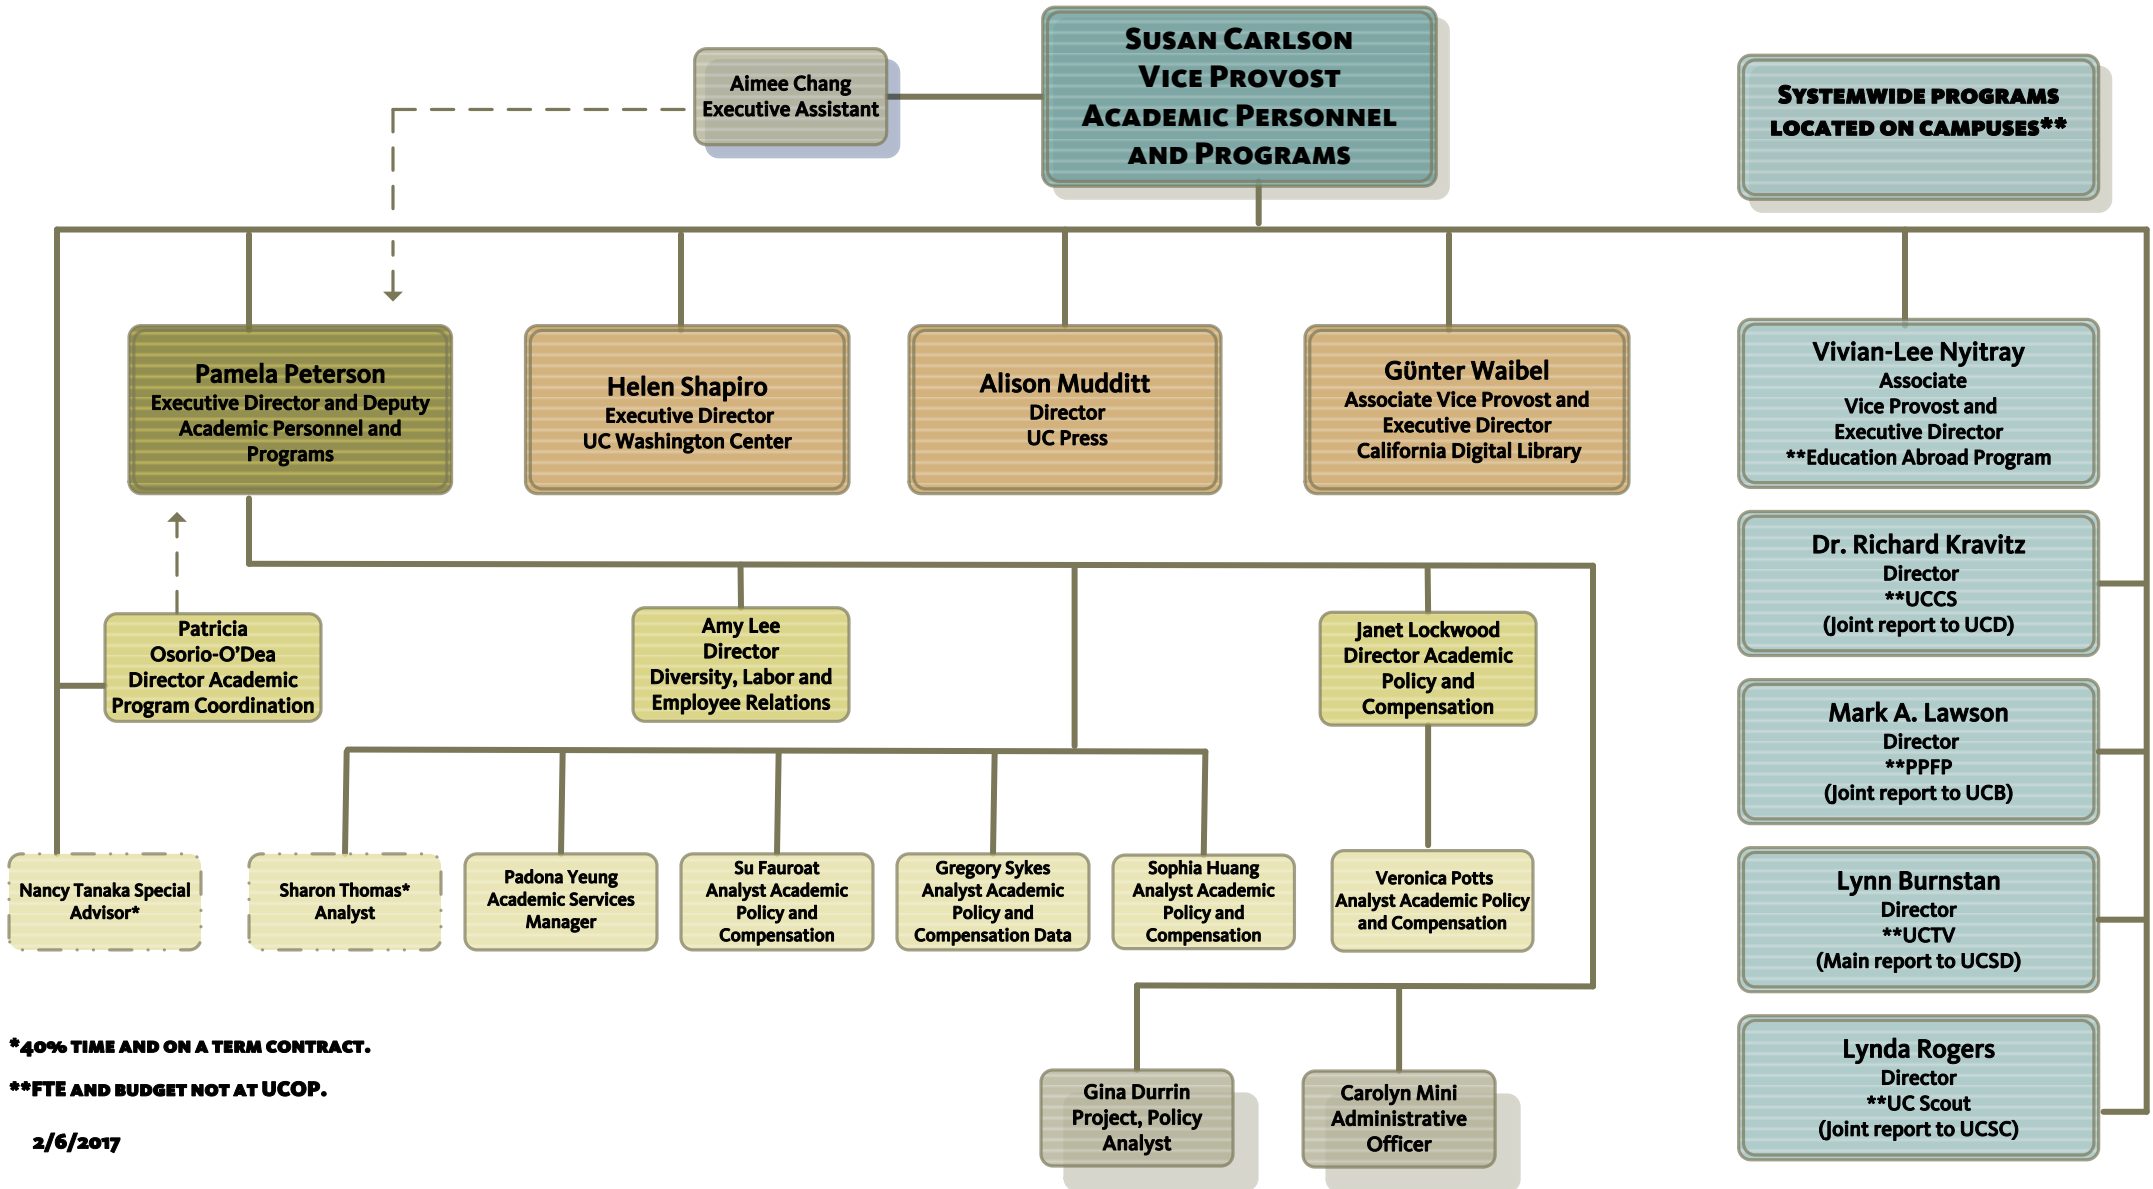 Susan Carlson
Vice Provost
Academic Personnel
and Programs
Aimee Chang
Executive Assistant
Systemwide programs
located on campuses**
Pamela Peterson
Executive Director and Deputy
Academic Personnel and
Programs
Helen Shapiro
Executive Director
UC Washington Center
Alison Mudditt
Director
UC Press
Günter Waibel
Associate Vice Provost and
Executive Director
California Digital Library
Vivian-Lee Nyitray
Associate
Vice Provost and
Executive Director
**Education Abroad Program
Dr. Richard Kravitz
Director
**UCCS
(Joint report to UCD)
Mark A. Lawson
Director
**PPFP
(Joint report to UCB)
Lynn Burnstan
Director
**UCTV
(Main report to UCSD)
Lynda Rogers
Director
**UC Scout
(Joint report to UCSC)
Patricia
Osorio-O'Dea
Director Academic
Program Coordination
Amy Lee
Director
Diversity, Labor and
Employee Relations
Janet Lockwood
Director Academic
Policy and
Compensation
Nancy Tanaka Special
Advisor*
Sharon Thomas*
Analyst
Padona Yeung
Academic Services
Manager
Su Fauroat
Analyst Academic
Policy and
Compensation
Gregory Sykes
Analyst Academic
Policy and
Compensation Data
Sophia Huang
Analyst Academic
Policy and
Compensation
Veronica Potts
Analyst Academic Policy
and Compensation
Gina Durrin
Project, Policy
Analyst
Carolyn Mini
Administrative
Officer
*40% time and on a term contract.
**FTE and budget not at UCOP.
2/6/2017